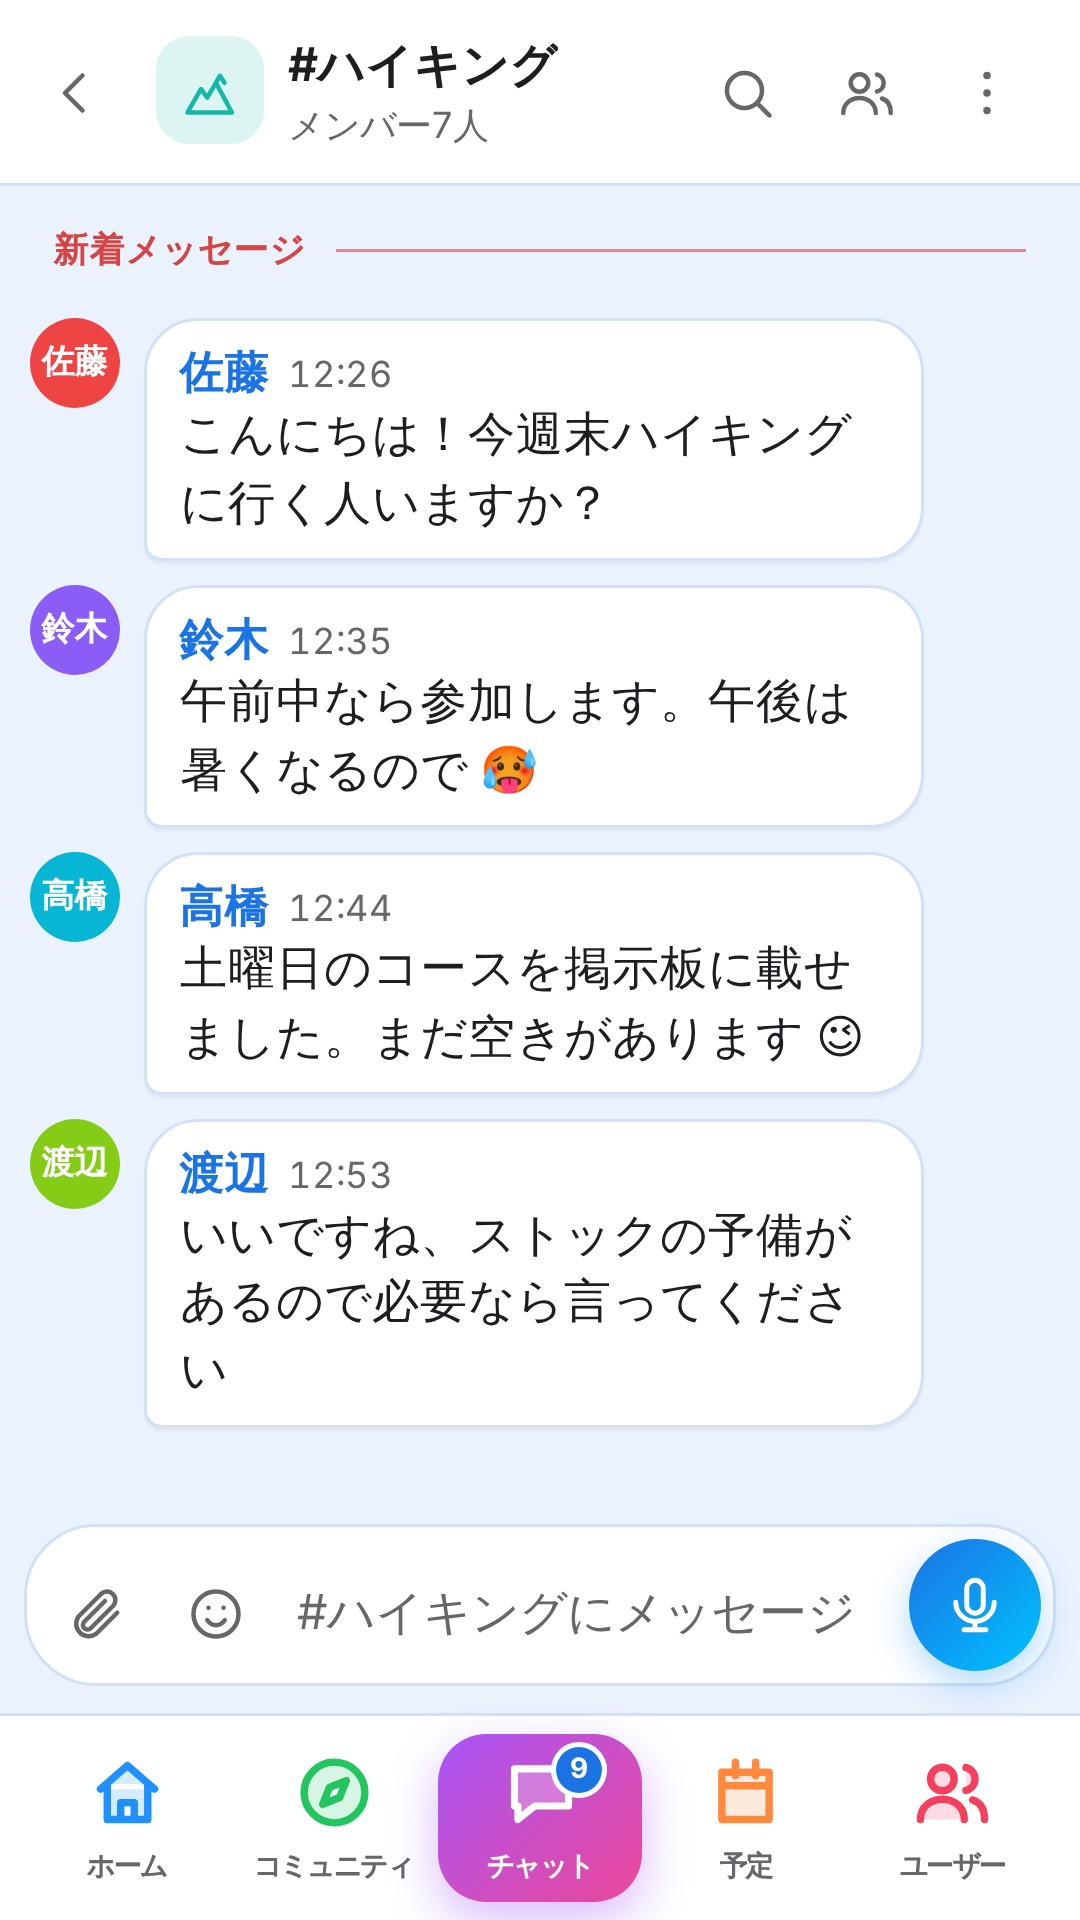 #ハイキング
メンバー7人
新着メッセージ
佐藤
佐藤 12:26
こんにちは！今週末ハイキング
に行く人いますか？
鈴木
鈴木 12:35
午前中なら参加します。午後は
暑くなるので 🥵
高橋
高橋 12:44
土曜日のコースを掲示板に載せ
ました。まだ空きがあります 😉
渡辺
渡辺 12:53
いいですね、ストックの予備が
あるので必要なら言ってくださ
い
#ハイキングにメッセージ
9
ホーム
コミュニティ
チャット
予定
ユーザー